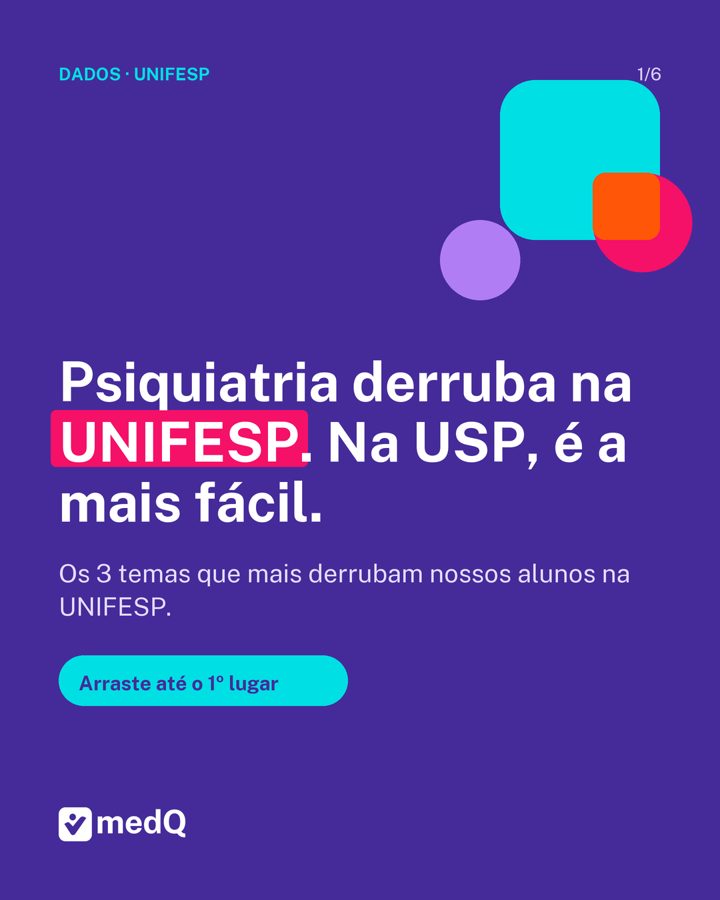 DADOS · UNIFESP
1/6
Psiquiatria derruba na
UNIFESP. Na USP, é a
mais fácil.
Os 3 temas que mais derrubam nossos alunos na
UNIFESP.
Arraste até o 1º lugar
medQ